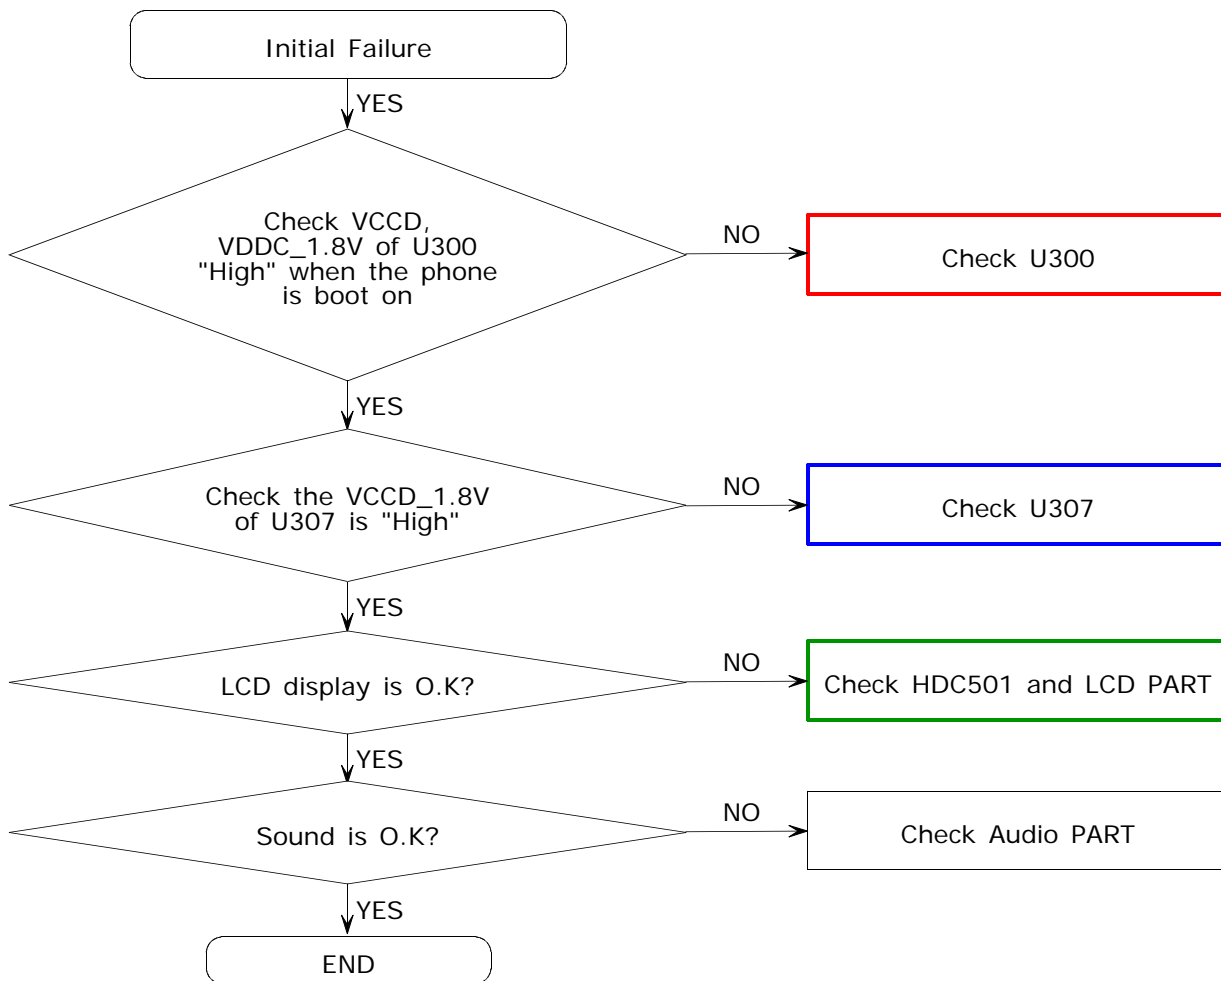 Initial Failure
YES
Check VCCD,
VDDC_1.8V of U300
"High" when the phone
is boot on
NO
Check U300
YES
Check the VCCD_1.8V
of U307 is "High"
NO
Check U307
YES
LCD display is O.K?
NO
Check HDC501 and LCD PART
YES
Sound is O.K?
NO
Check Audio PART
YES
END